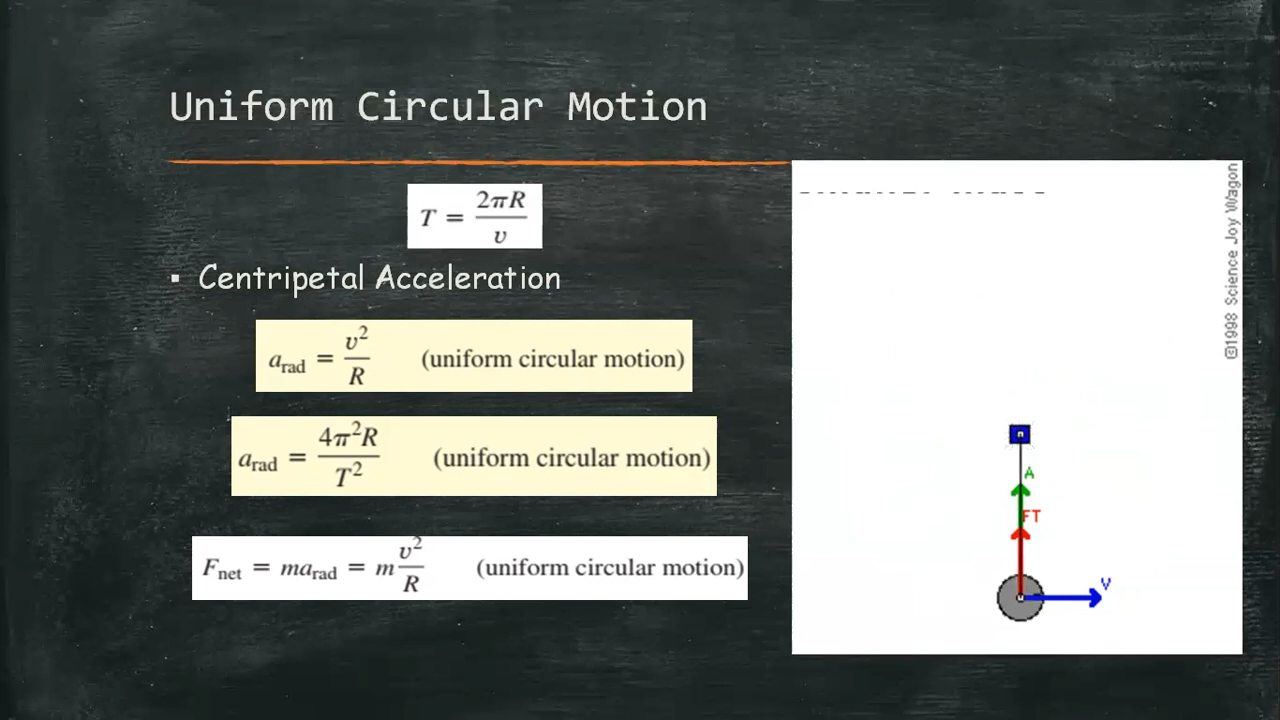 Uniform Circular Motion
T = 2πR / v
▪ Centripetal Acceleration
a_rad = v² / R (uniform circular motion)
a_rad = 4π²R / T² (uniform circular motion)
F_net = ma_rad = m v² / R (uniform circular motion)
©1998 Science Joy Wagon
A
FT
V